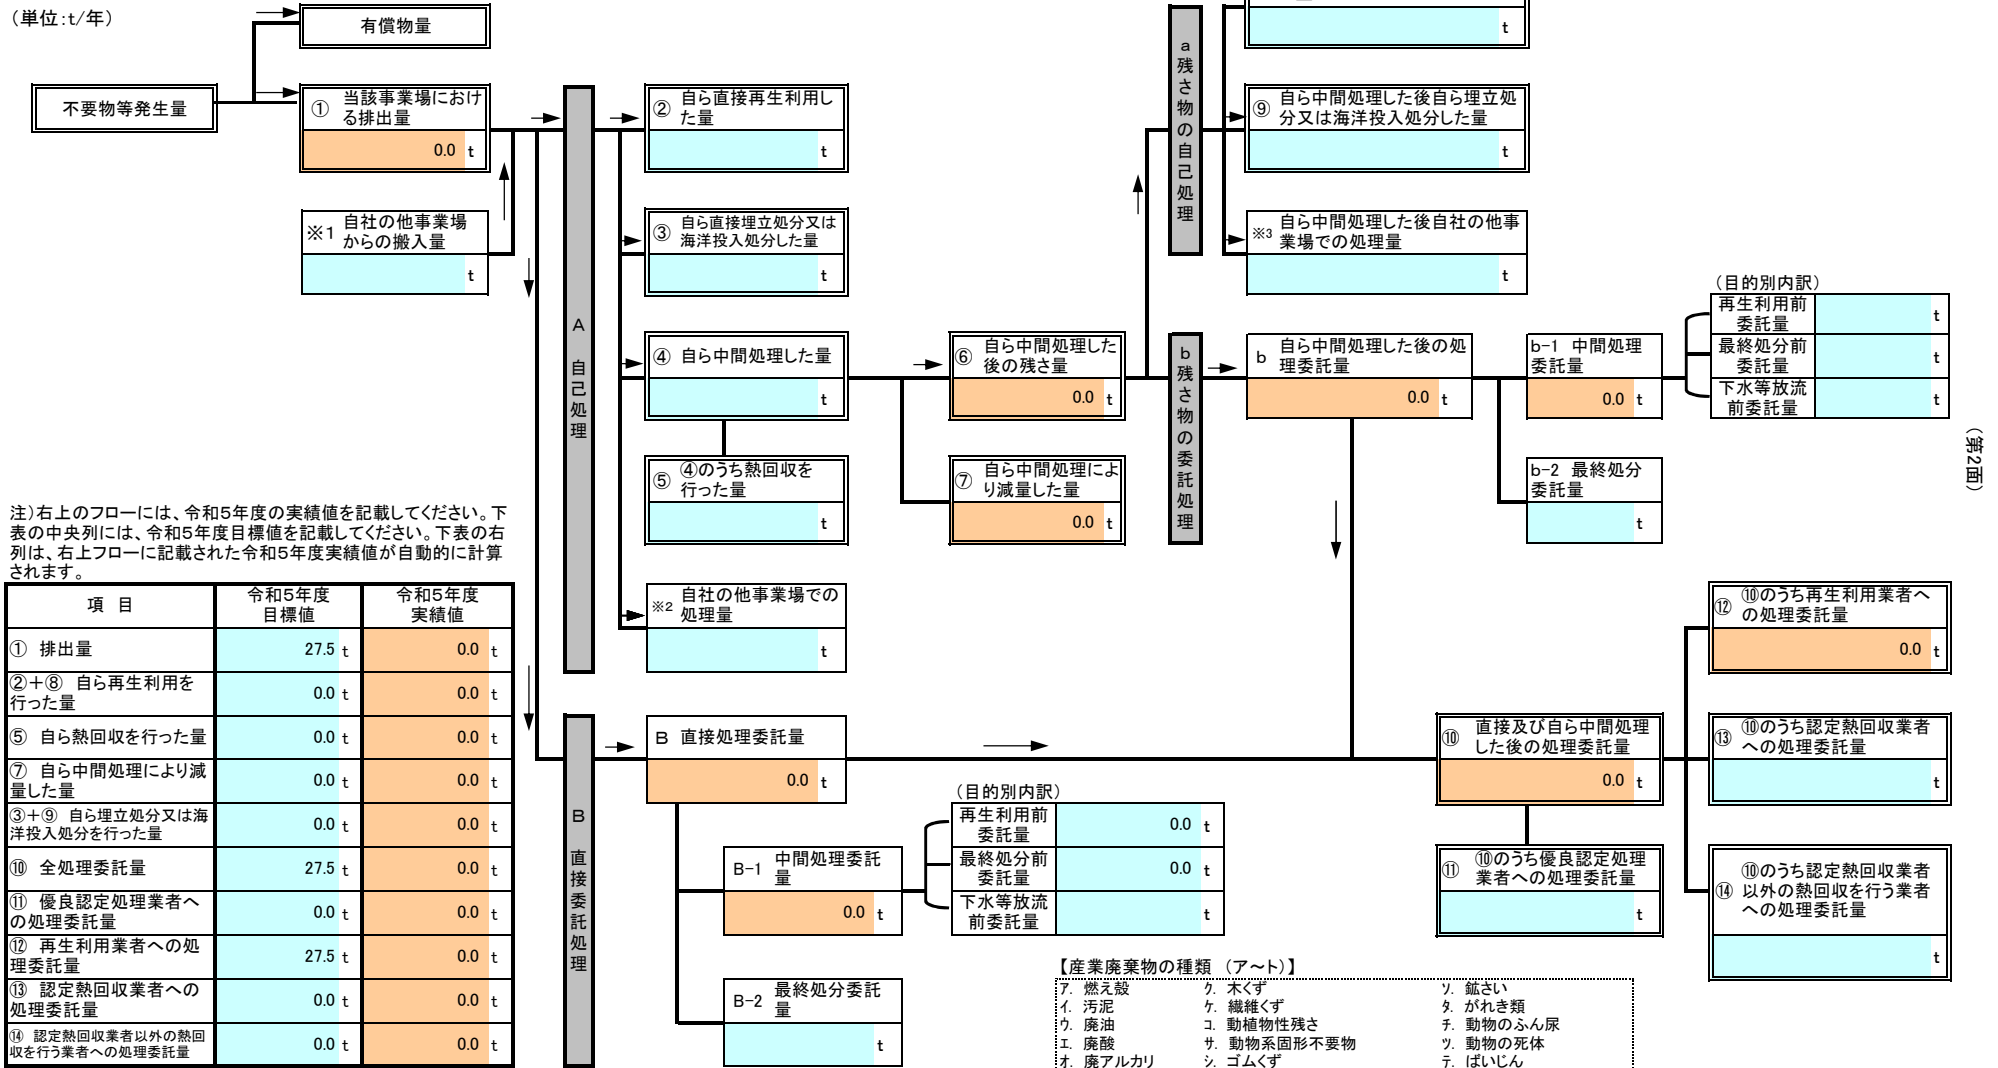 (単位:t/年)
有償物量
不要物等発生量
① 当該事業場におけ
る排出量
0.0 t
※1 自社の他事業場
からの搬入量
t
A 自己処理
② 自ら直接再生利用し
た量
t
③ 自ら直接埋立処分又は
海洋投入処分した量
t
④ 自ら中間処理した量
t
⑤ ④のうち熱回収を
行った量
t
※2 自社の他事業場での
処理量
t
⑥ 自ら中間処理した
後の残さ量
0.0 t
⑦ 自ら中間処理によ
り減量した量
0.0 t
a残さ物の自己処理
t
⑨ 自ら中間処理した後自ら埋立処
分又は海洋投入処分した量
t
※3 自ら中間処理した後自社の他事
業場での処理量
t
b残さ物の委託処理
b 自ら中間処理した後の処
理委託量
0.0 t
b-1 中間処理
委託量
0.0 t
b-2 最終処分
委託量
t
(目的別内訳)
再生利用前
委託量
t
最終処分前
委託量
t
下水等放流
前委託量
t
(第2面)
注)右上のフローには、令和5年度の実績値を記載してください。下
表の中央列には、令和5年度目標値を記載してください。下表の右
列は、右上フローに記載された令和5年度実績値が自動的に計算
されます。
項 目 令和5年度 令和5年度
目標値 実績値
① 排出量 27.5 t 0.0 t
②+⑧ 自ら再生利用を
行った量 0.0 t 0.0 t
⑤ 自ら熱回収を行った量 0.0 t 0.0 t
⑦ 自ら中間処理により減
量した量 0.0 t 0.0 t
③+⑨ 自ら埋立処分又は海
洋投入処分を行った量 0.0 t 0.0 t
⑩ 全処理委託量 27.5 t 0.0 t
⑪ 優良認定処理業者へ
の処理委託量 0.0 t 0.0 t
⑫ 再生利用業者への処
理委託量 27.5 t 0.0 t
⑬ 認定熱回収業者への
処理委託量 0.0 t 0.0 t
⑭ 認定熱回収業者以外の熱回
収を行う業者への処理委託量 0.0 t 0.0 t
B 直接委託処理
B 直接処理委託量
0.0 t
B-1 中間処理委託
量
0.0 t
B-2 最終処分委託
量
t
(目的別内訳)
再生利用前
委託量
0.0 t
最終処分前
委託量
0.0 t
下水等放流
前委託量
t
⑩ 直接及び自ら中間処理
した後の処理委託量
0.0 t
⑪ ⑩のうち優良認定処理
業者への処理委託量
t
⑫ ⑩のうち再生利用業者へ
の処理委託量
0.0 t
⑬ ⑩のうち認定熱回収業者
への処理委託量
t
⑭ ⑩のうち認定熱回収業者
以外の熱回収を行う業者
への処理委託量
t
【産業廃棄物の種類 (ア~ト)】
ア. 燃え殻 ク. 木くず ソ. 鉱さい
イ. 汚泥 ケ. 繊維くず タ. がれき類
ウ. 廃油 コ. 動植物性残さ チ. 動物のふん尿
エ. 廃酸 サ. 動物系固形不要物 ツ. 動物の死体
オ. 廃アルカリ シ. ゴムくず テ. ばいじん